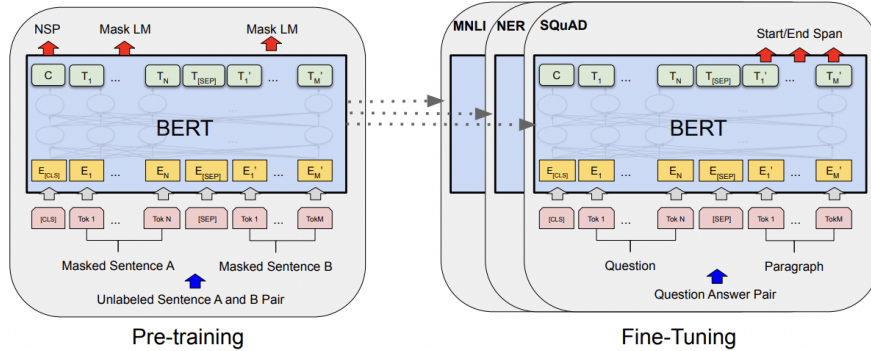 NSP Mask LM Mask LM
C T1 ... TN T[SEP] T1' ... TM'
BERT
E[CLS] E1 ... EN E[SEP] E1' ... EM'
[CLS] Tok 1 ... Tok N [SEP] Tok 1 ... TokM
Masked Sentence A Masked Sentence B
Unlabeled Sentence A and B Pair
Pre-training
MNLI NER SQuAD
Start/End Span
C T1 ... TN T[SEP] T1' ... TM'
BERT
E[CLS] E1 ... EN E[SEP] E1' ... EM'
[CLS] Tok 1 ... Tok N [SEP] Tok 1 ... TokM
Question Paragraph
Question Answer Pair
Fine-Tuning